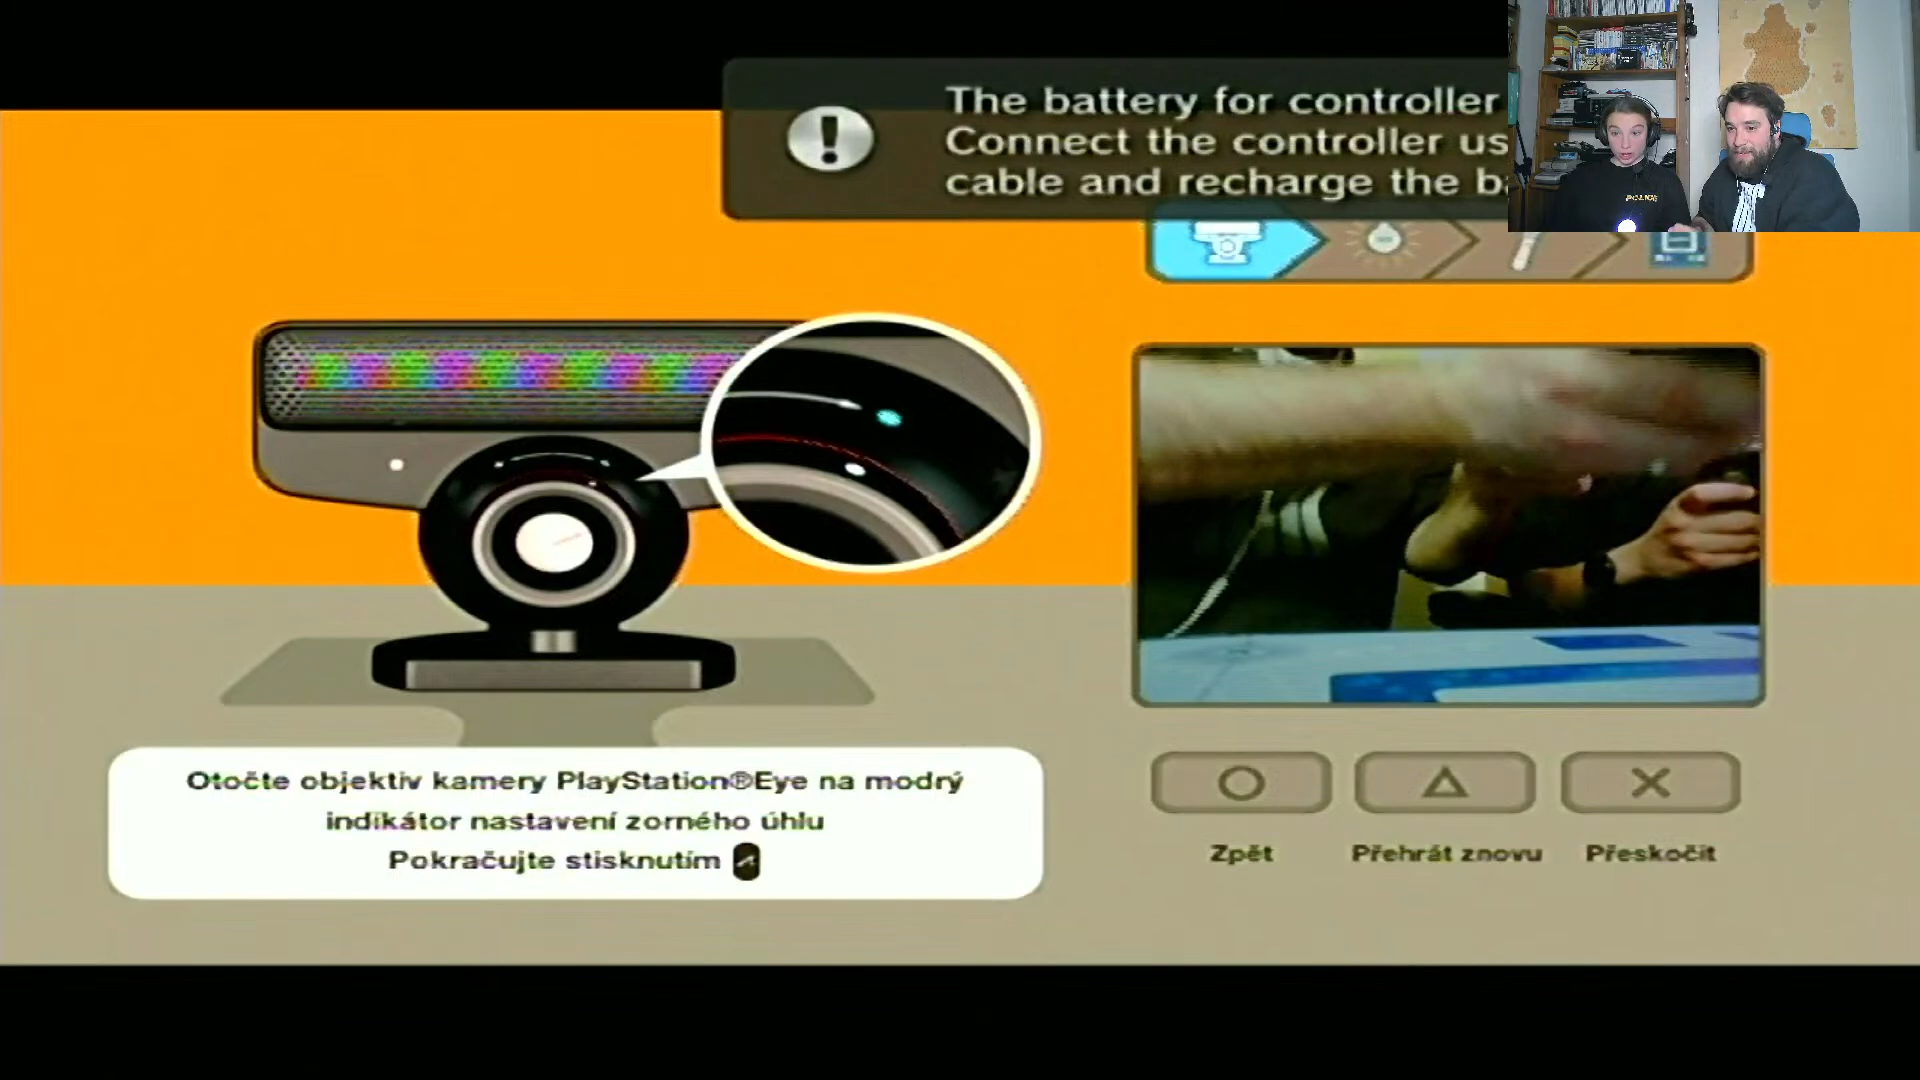 The battery for controller
Connect the controller us
cable and recharge the b
Otočte objektiv kamery PlayStation®Eye na modrý
indikátor nastavení zorného úhlu
Pokračujte stisknutím
Zpět
Přehrát znovu
Přeskočit